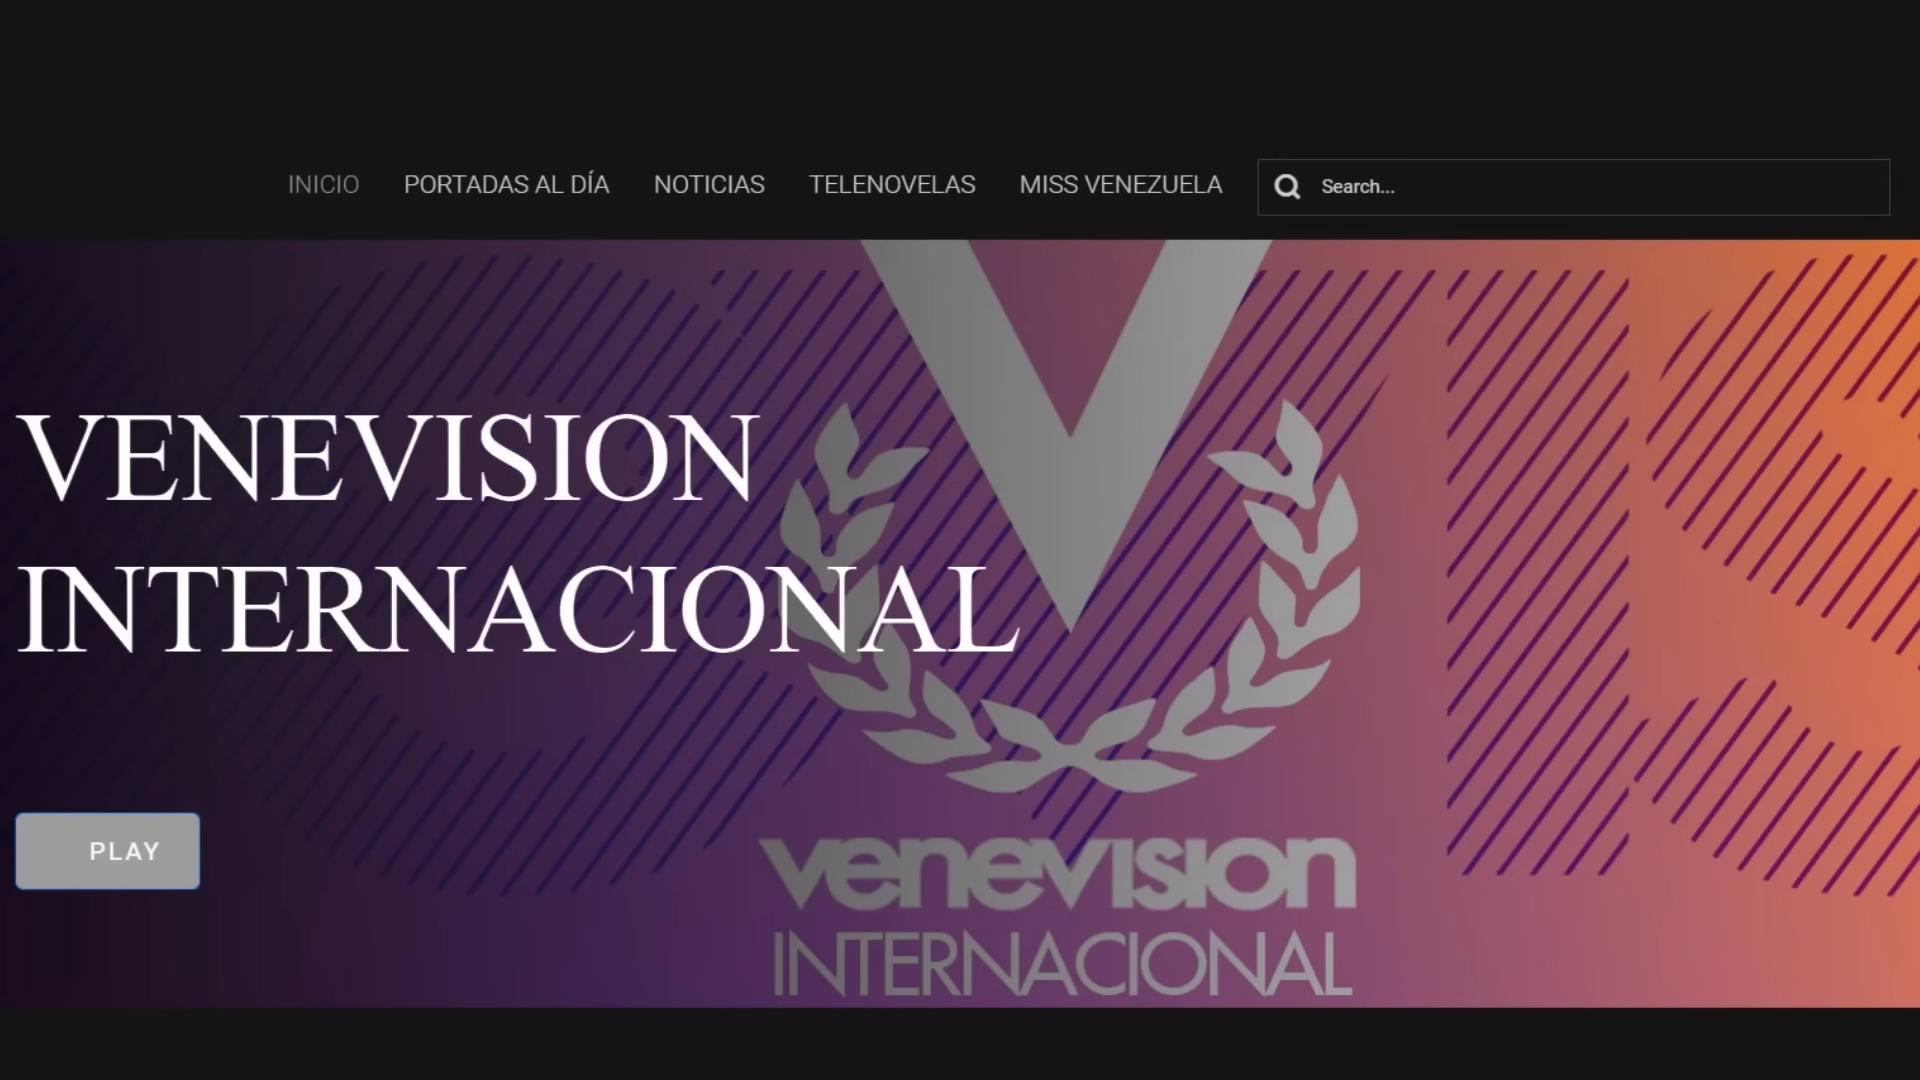 INICIO PORTADAS AL DÍA NOTICIAS TELENOVELAS MISS VENEZUELA Search...
VENEVISION
INTERNACIONAL
PLAY
venevision
INTERNACIONAL